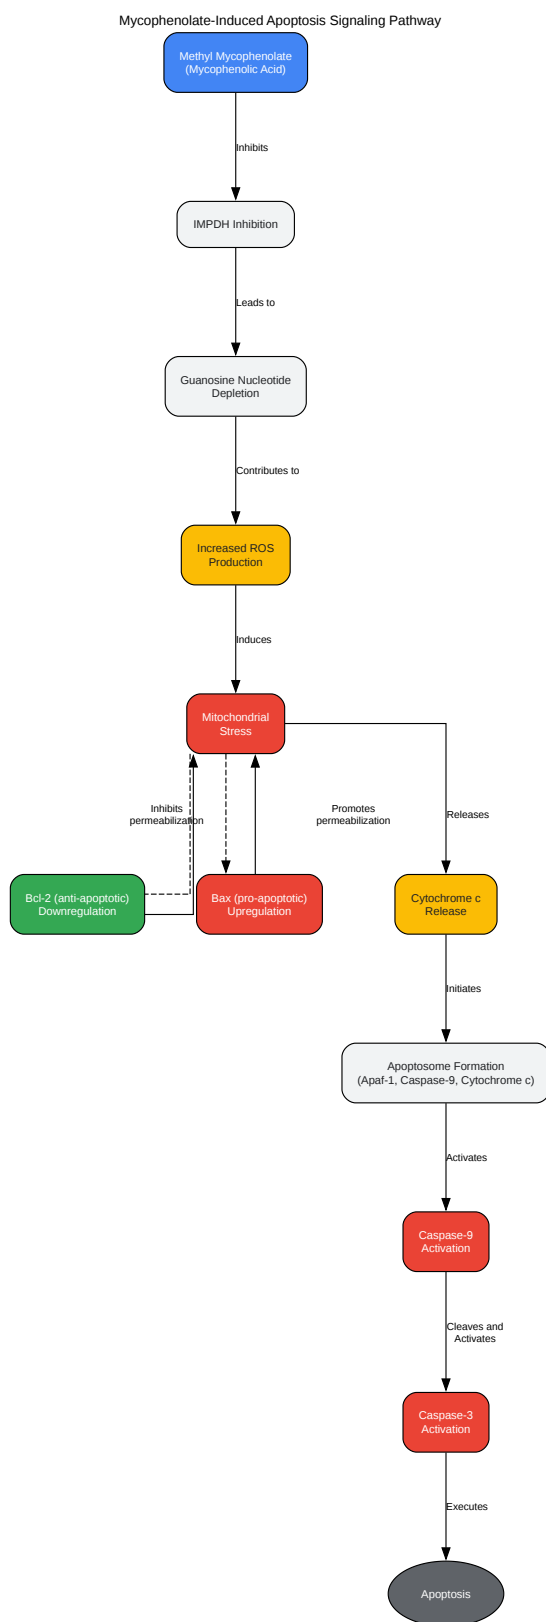 Mycophenolate-Induced Apoptosis Signaling Pathway
Methyl Mycophenolate
(Mycophenolic Acid)
Inhibits
IMPDH Inhibition
Leads to
Guanosine Nucleotide
Depletion
Contributes to
Increased ROS
Production
Induces
Mitochondrial
Stress
Inhibits
permeabilization
Promotes
permeabilization
Releases
Bcl-2 (anti-apoptotic)
Downregulation
Bax (pro-apoptotic)
Upregulation
Cytochrome c
Release
Initiates
Apoptosome Formation
(Apaf-1, Caspase-9, Cytochrome c)
Activates
Caspase-9
Activation
Cleaves and
Activates
Caspase-3
Activation
Executes
Apoptosis